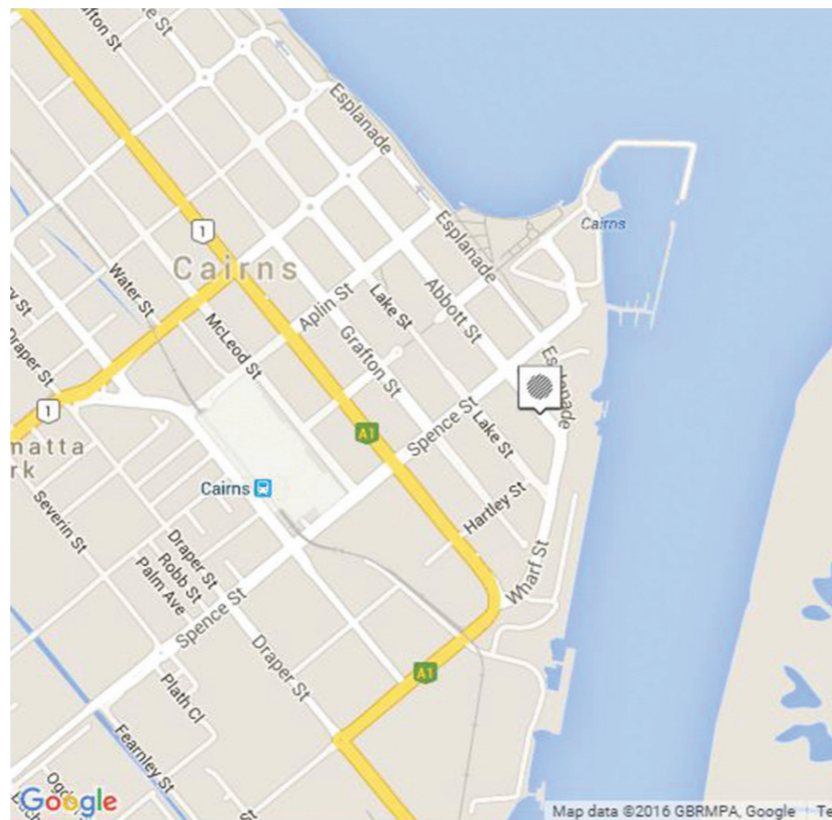 Esplanade
Cairns
1
Esplanade
Cairns
Water St
Aplin St
Lake St
Abbott St
McLeod St
Grafton St
Draper St
Esplanade
1
A1
Spence St
Lake St
Cairns
Hartley St
Severin St
Draper St
Robb St
Palm Ave
Wharf St
Spence St
Draper St
A1
Plath Cl
Fearnley St
Google
Map data ©2016 GBRMPA, Google